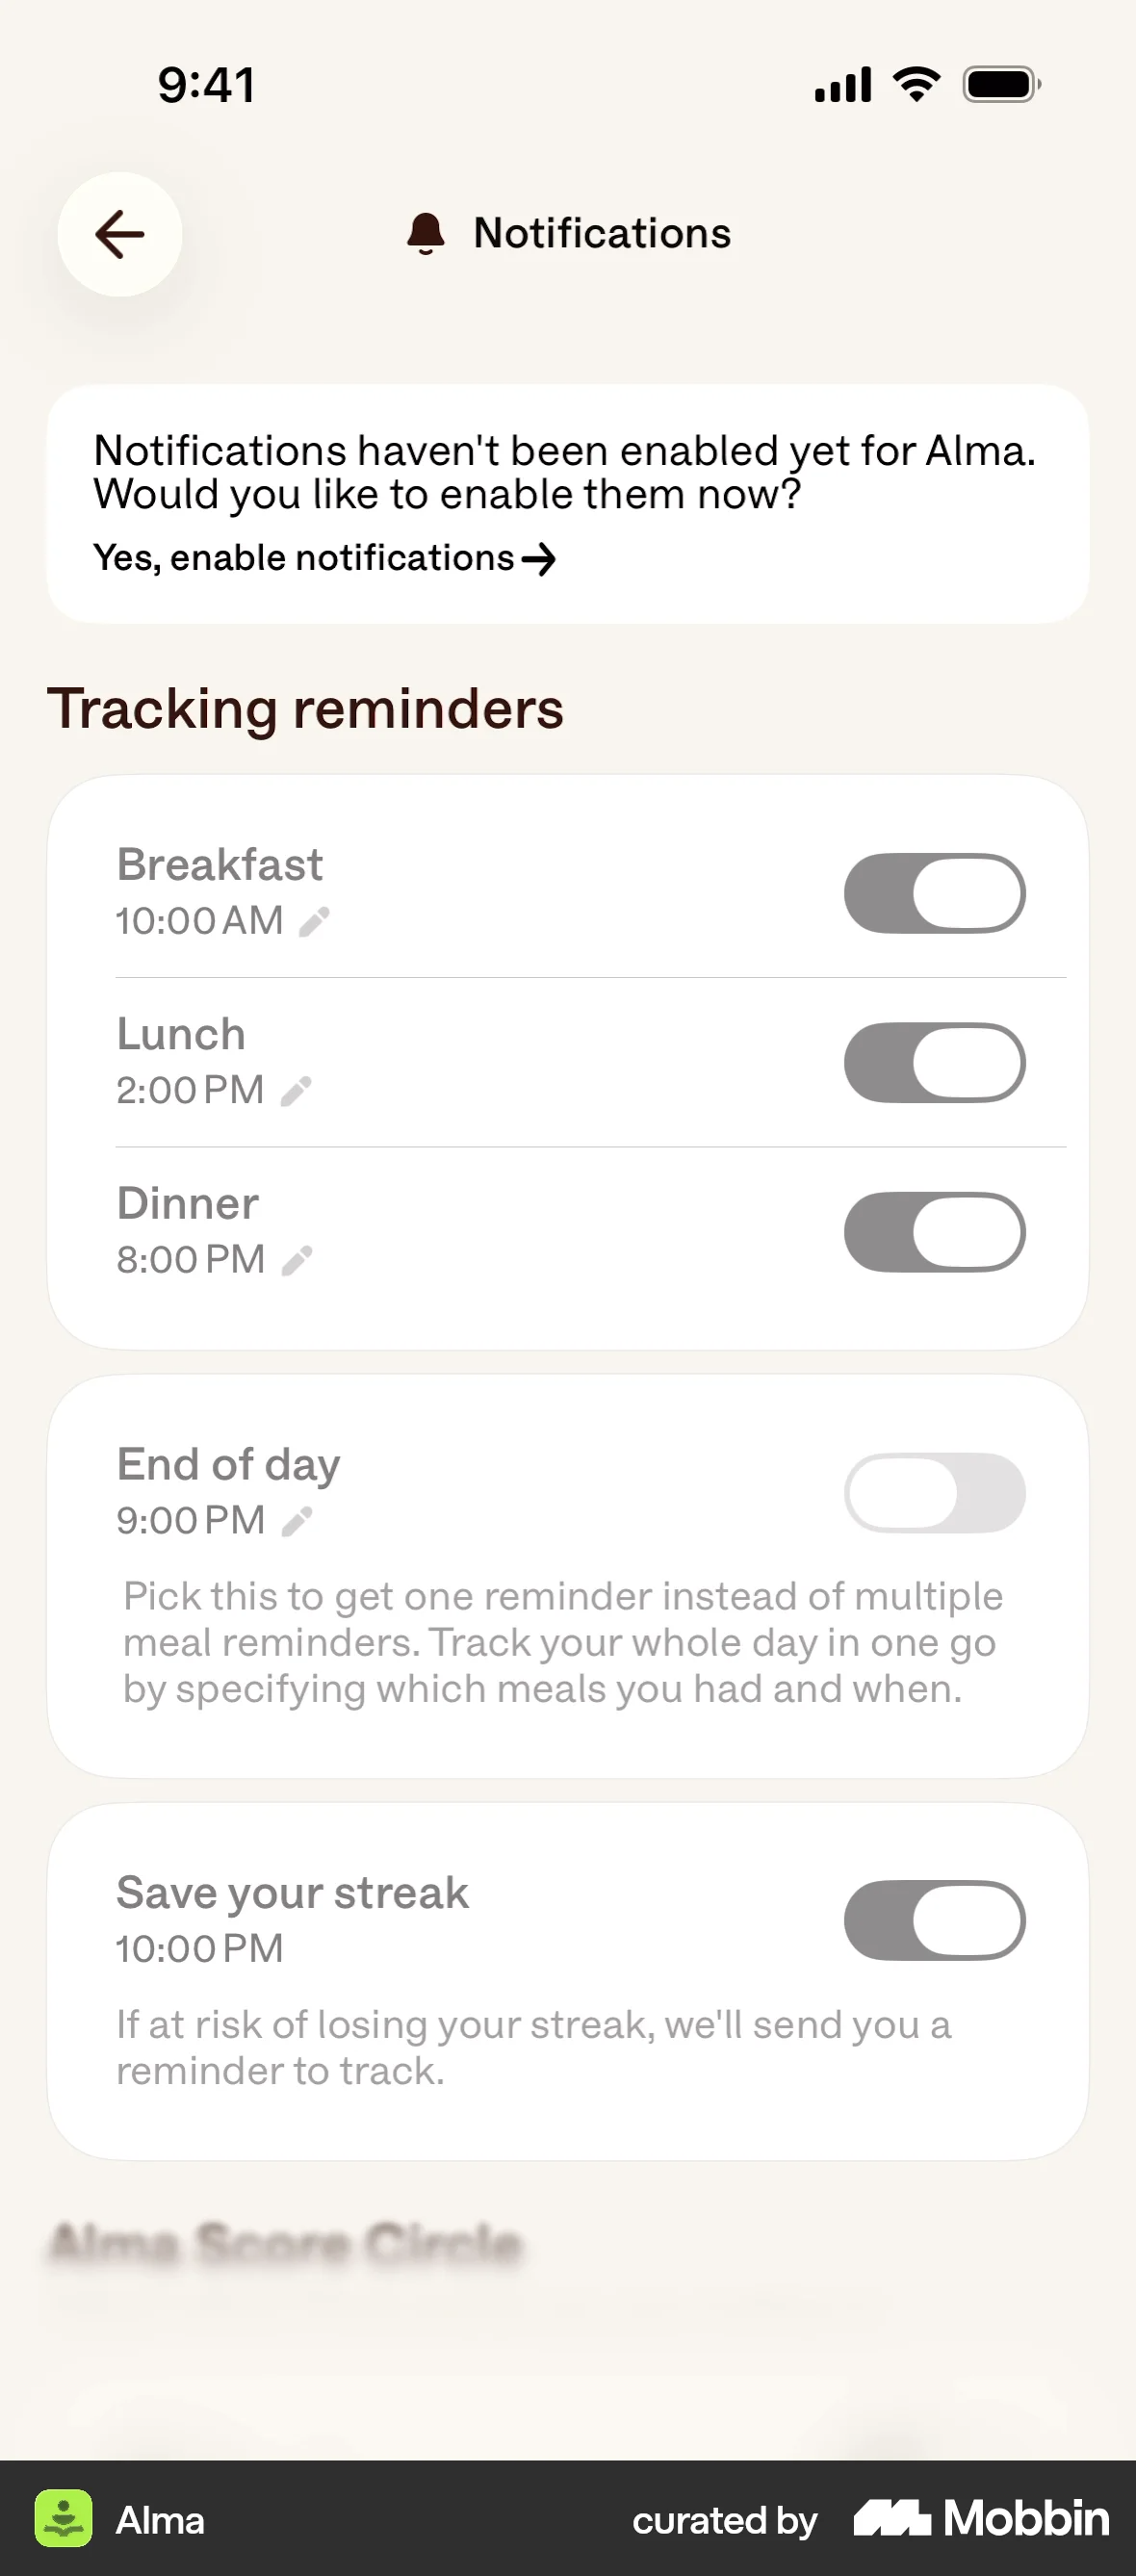 9:41
Notifications
Notifications haven't been enabled yet for Alma.
Would you like to enable them now?
Yes, enable notifications
Tracking reminders
Breakfast
10:00 AM
Lunch
2:00 PM
Dinner
8:00 PM
End of day
9:00 PM
Pick this to get one reminder instead of multiple
meal reminders. Track your whole day in one go
by specifying which meals you had and when.
Save your streak
10:00 PM
If at risk of losing your streak, we'll send you a
reminder to track.
Alma Score Circle
Alma
curated by Mobbin